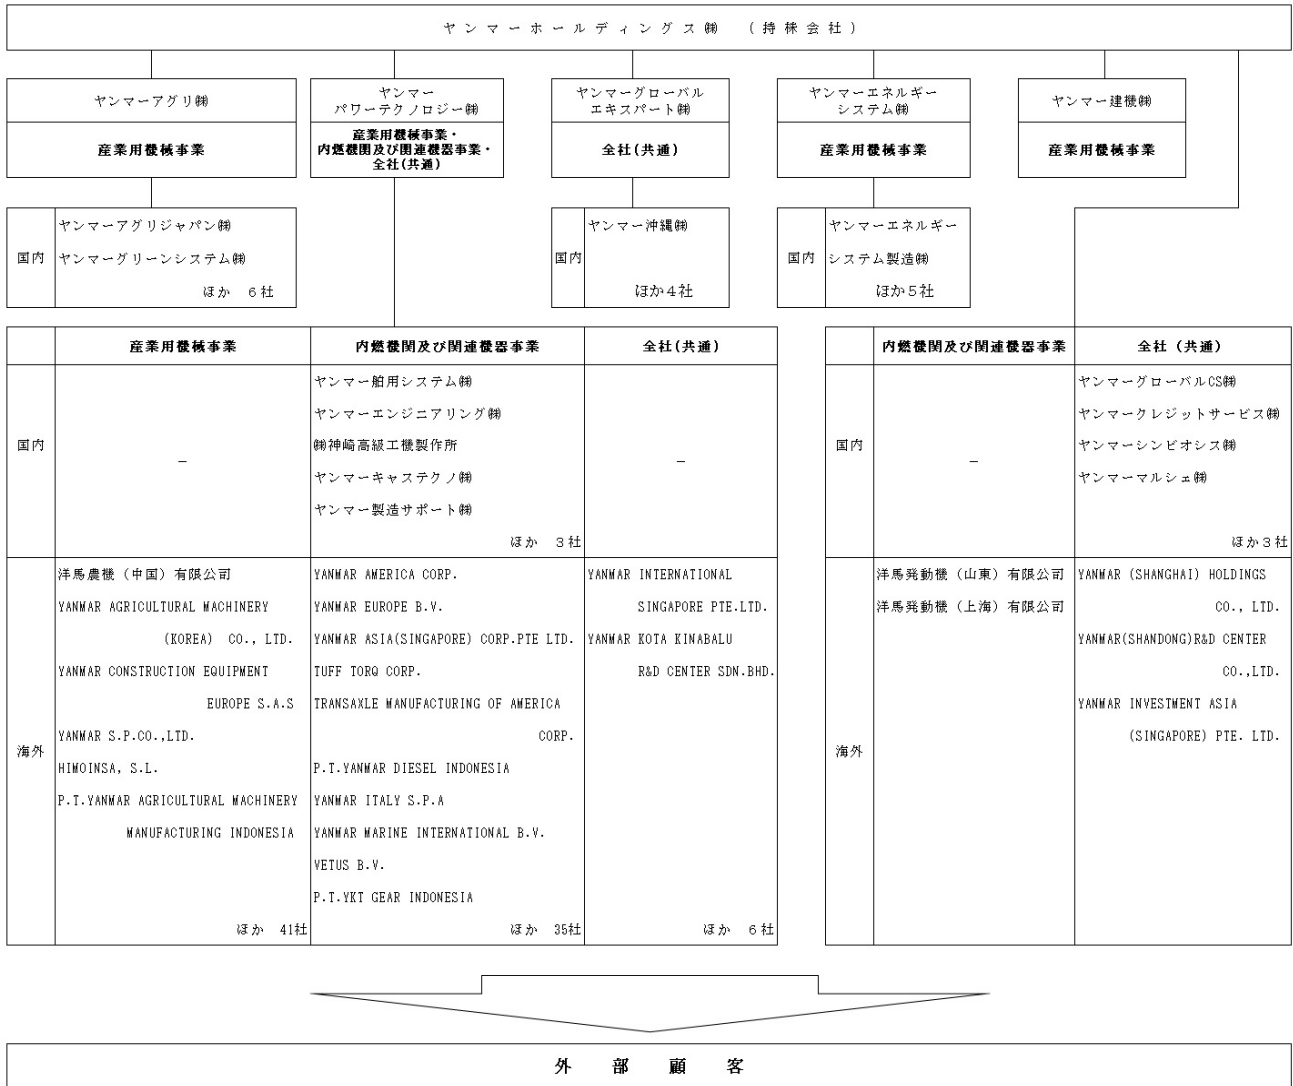 ヤンマーホールディングス㈱ （持株会社）
ヤンマーアグリ㈱
産業用機械事業
ヤンマー
パワーテクノロジー㈱
産業用機械事業・
内燃機関及び関連機器事業・
全社(共通)
ヤンマーグローバル
エキスパート㈱
全社(共通)
ヤンマーエネルギー
システム㈱
産業用機械事業
ヤンマー建機㈱
産業用機械事業
国内
ヤンマーアグリジャパン㈱
ヤンマーグリーンシステム㈱
ほか 6社
国内
ヤンマー沖縄㈱
ほか4社
国内
ヤンマーエネルギー
システム製造㈱
ほか5社
産業用機械事業
内燃機関及び関連機器事業
全社(共通)
国内
－
ヤンマー舶用システム㈱
ヤンマーエンジニアリング㈱
㈱神崎高級工機製作所
ヤンマーキャステクノ㈱
ヤンマー製造サポート㈱
ほか 3社
－
海外
洋馬農機（中国）有限公司
YANMAR AGRICULTURAL MACHINERY
(KOREA) CO., LTD.
YANMAR CONSTRUCTION EQUIPMENT
EUROPE S.A.S
YANMAR S.P.CO.,LTD.
HIMOINSA, S.L.
P.T.YANMAR AGRICULTURAL MACHINERY
MANUFACTURING INDONESIA
ほか 41社
YANMAR AMERICA CORP.
YANMAR EUROPE B.V.
YANMAR ASIA(SINGAPORE) CORP.PTE LTD.
TUFF TORQ CORP.
TRANSAXLE MANUFACTURING OF AMERICA
CORP.
P.T.YANMAR DIESEL INDONESIA
YANMAR ITALY S.P.A
YANMAR MARINE INTERNATIONAL B.V.
VETUS B.V.
P.T.YKT GEAR INDONESIA
ほか 35社
YANMAR INTERNATIONAL
SINGAPORE PTE.LTD.
YANMAR KOTA KINABALU
R&D CENTER SDN.BHD.
ほか 6社
内燃機関及び関連機器事業
全社（共通）
国内
－
ヤンマーグローバルCS㈱
ヤンマークレジットサービス㈱
ヤンマーシンビオシス㈱
ヤンマーマルシェ㈱
ほか3社
海外
洋馬発動機（山東）有限公司
洋馬発動機（上海）有限公司
YANMAR (SHANGHAI) HOLDINGS
CO., LTD.
YANMAR(SHANDONG)R&D CENTER
CO.,LTD.
YANMAR INVESTMENT ASIA
(SINGAPORE) PTE. LTD.
外部顧客